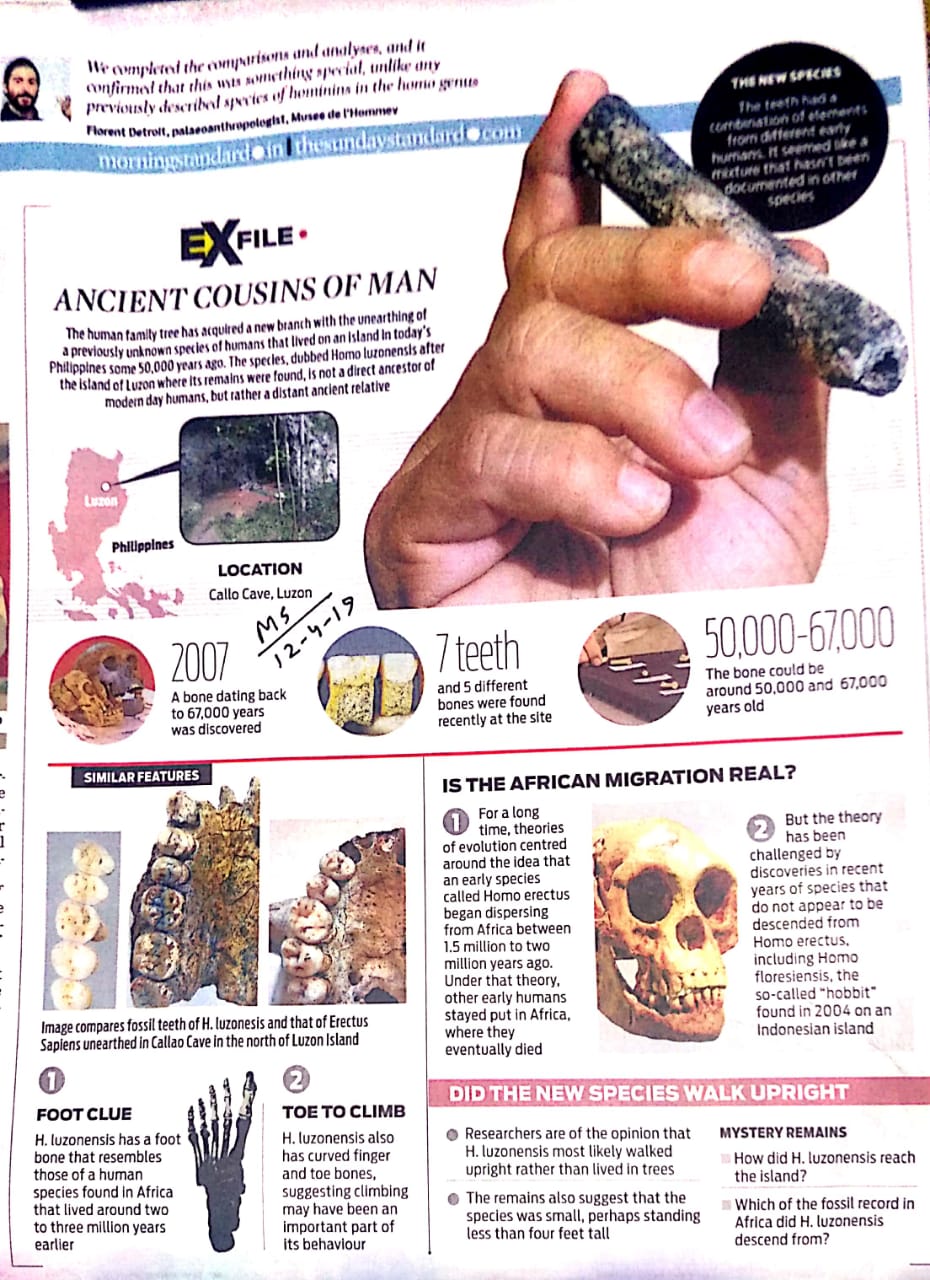 We completed the comparisons and analyses, and it
confirmed that this was something special, unlike any
previously described species of hominins in the homo genus
Florent Detroit, palaeoanthropologist, Musee de l'Hommev
morningstandard●in | thesundaystandard●com
THE NEW SPECIES
The teeth had a
combination of elements
from different early
humans. It seemed like a
mixture that hasn't been
documented in other
species
EXFILE
ANCIENT COUSINS OF MAN
The human family tree has acquired a new branch with the unearthing of
a previously unknown species of humans that lived on an island in today's
Philippines some 50,000 years ago. The species, dubbed Homo luzonensis after
the island of Luzon where its remains were found, is not a direct ancestor of
modern day humans, but rather a distant ancient relative
Luzon
Philippines
LOCATION
Callo Cave, Luzon
MS
12-4-19
2007
A bone dating back
to 67,000 years
was discovered
7 teeth
and 5 different
bones were found
recently at the site
50,000-67,000
The bone could be
around 50,000 and 67,000
years old
SIMILAR FEATURES
Image compares fossil teeth of H. luzonesis and that of Erectus
Sapiens unearthed in Callao Cave in the north of Luzon Island
1
FOOT CLUE
H. luzonensis has a foot
bone that resembles
those of a human
species found in Africa
that lived around two
to three million years
earlier
2
TOE TO CLIMB
H. luzonensis also
has curved finger
and toe bones,
suggesting climbing
may have been an
important part of
its behaviour
IS THE AFRICAN MIGRATION REAL?
1 For a long
time, theories
of evolution centred
around the idea that
an early species
called Homo erectus
began dispersing
from Africa between
1.5 million to two
million years ago.
Under that theory,
other early humans
stayed put in Africa,
where they
eventually died
2 But the theory
has been
challenged by
discoveries in recent
years of species that
do not appear to be
descended from
Homo erectus,
including Homo
floresiensis, the
so-called "hobbit"
found in 2004 on an
Indonesian island
DID THE NEW SPECIES WALK UPRIGHT
Researchers are of the opinion that
H. luzonensis most likely walked
upright rather than lived in trees
The remains also suggest that the
species was small, perhaps standing
less than four feet tall
MYSTERY REMAINS
How did H. luzonensis reach
the island?
Which of the fossil record in
Africa did H. luzonensis
descend from?